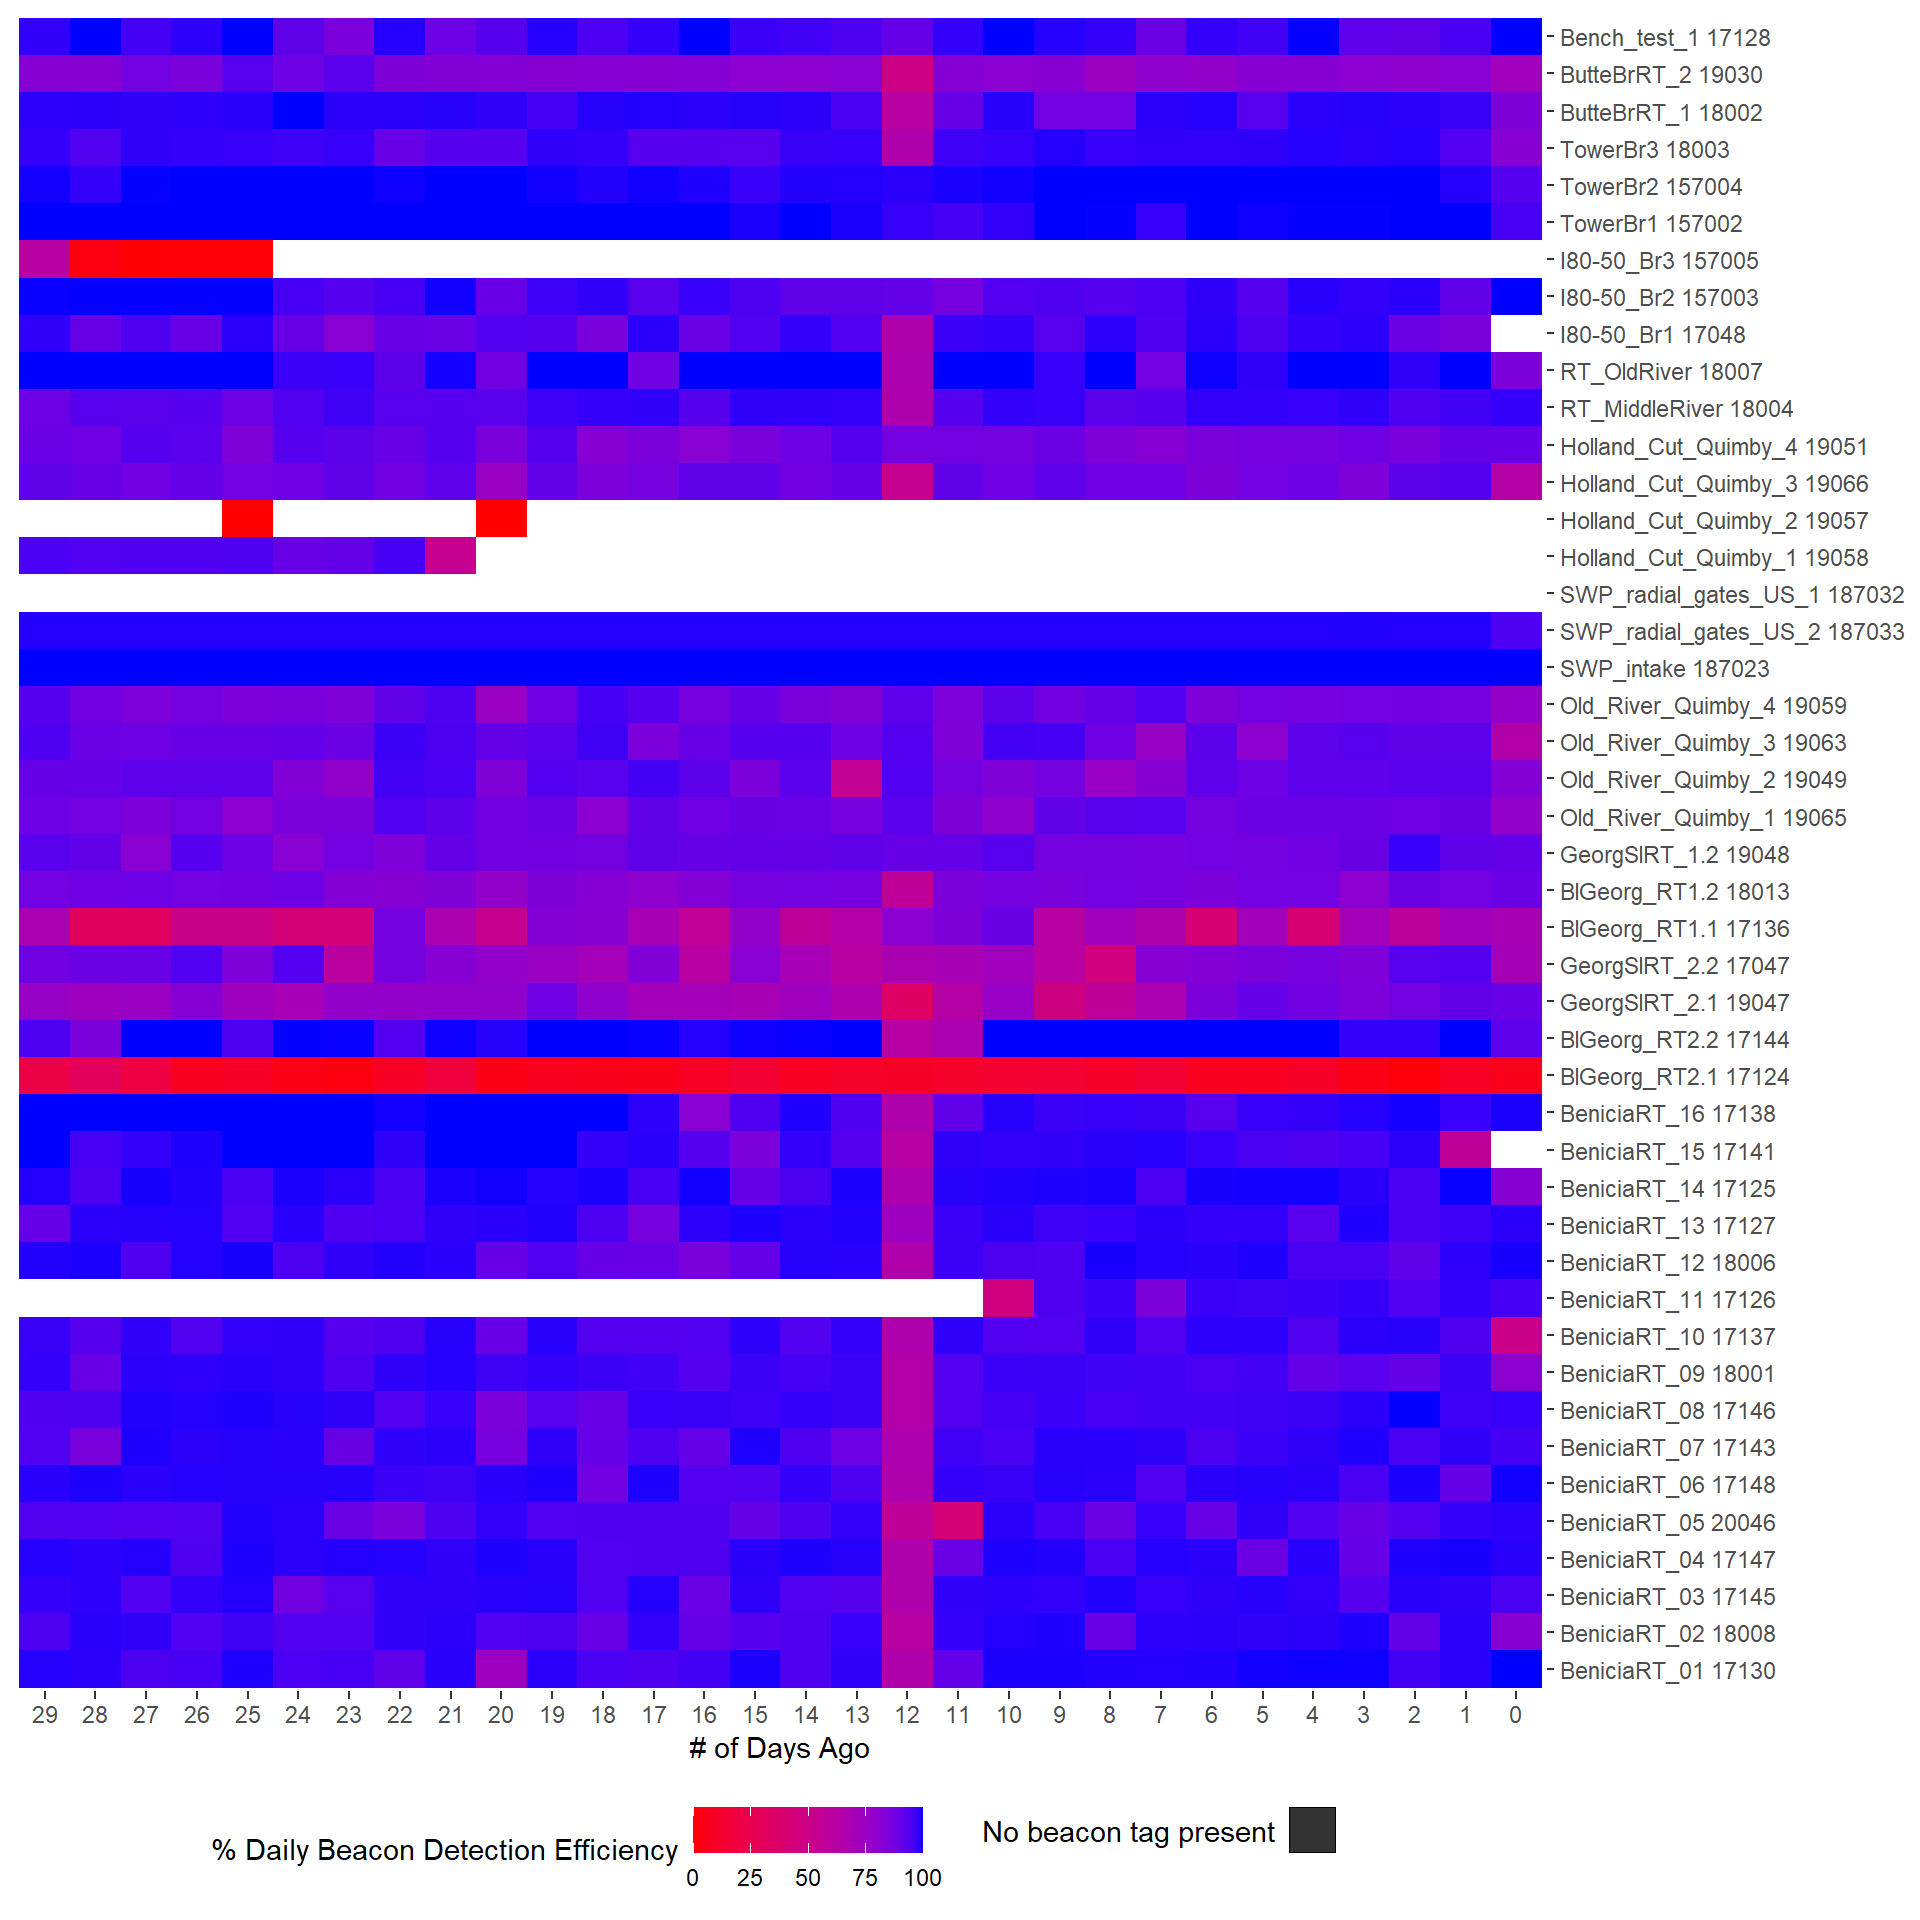 Bench_test_1 17128
ButteBrRT_2 19030
ButteBrRT_1 18002
TowerBr3 18003
TowerBr2 157004
TowerBr1 157002
I80-50_Br3 157005
I80-50_Br2 157003
I80-50_Br1 17048
RT_OldRiver 18007
RT_MiddleRiver 18004
Holland_Cut_Quimby_4 19051
Holland_Cut_Quimby_3 19066
Holland_Cut_Quimby_2 19057
Holland_Cut_Quimby_1 19058
SWP_radial_gates_US_1 187032
SWP_radial_gates_US_2 187033
SWP_intake 187023
Old_River_Quimby_4 19059
Old_River_Quimby_3 19063
Old_River_Quimby_2 19049
Old_River_Quimby_1 19065
GeorgSlRT_1.2 19048
BlGeorg_RT1.2 18013
BlGeorg_RT1.1 17136
GeorgSlRT_2.2 17047
GeorgSlRT_2.1 19047
BlGeorg_RT2.2 17144
BlGeorg_RT2.1 17124
BeniciaRT_16 17138
BeniciaRT_15 17141
BeniciaRT_14 17125
BeniciaRT_13 17127
BeniciaRT_12 18006
BeniciaRT_11 17126
BeniciaRT_10 17137
BeniciaRT_09 18001
BeniciaRT_08 17146
BeniciaRT_07 17143
BeniciaRT_06 17148
BeniciaRT_05 20046
BeniciaRT_04 17147
BeniciaRT_03 17145
BeniciaRT_02 18008
BeniciaRT_01 17130
29 28 27 26 25 24 23 22 21 20 19 18 17 16 15 14 13 12 11 10 9 8 7 6 5 4 3 2 1 0
# of Days Ago
% Daily Beacon Detection Efficiency
0 25 50 75 100
No beacon tag present